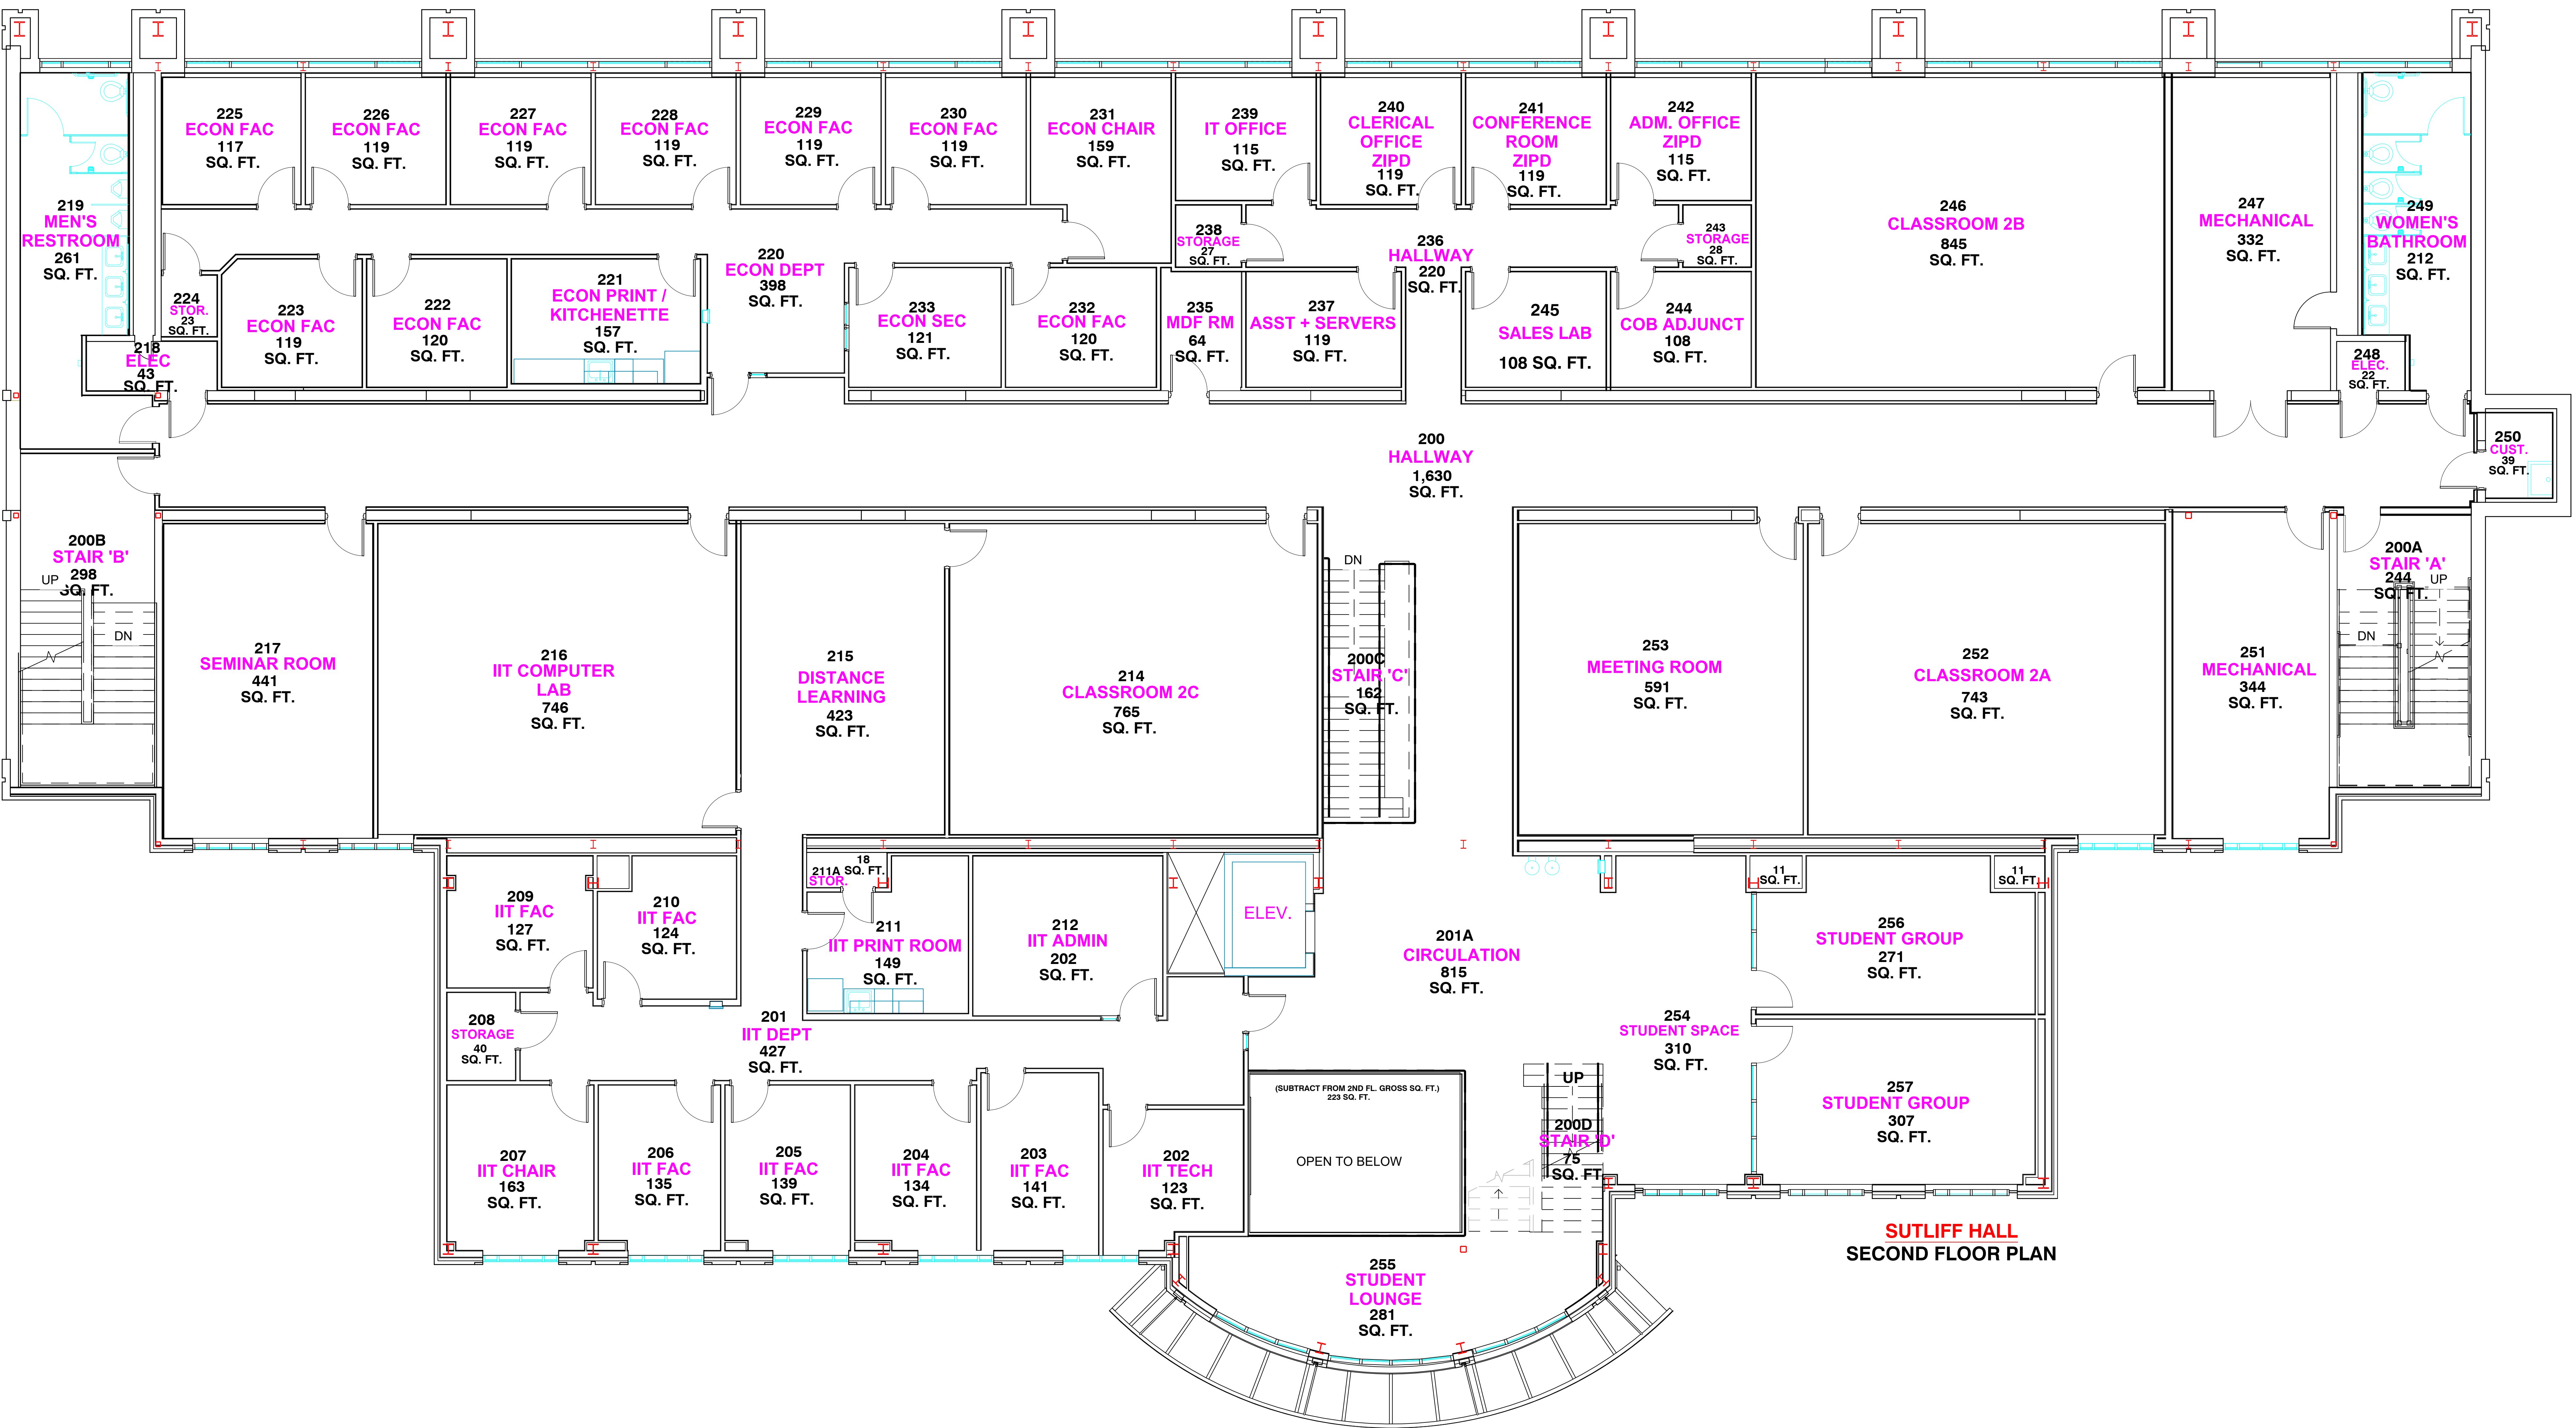 225
ECON FAC
117
SQ. FT.
226
ECON FAC
119
SQ. FT.
227
ECON FAC
119
SQ. FT.
228
ECON FAC
119
SQ. FT.
229
ECON FAC
119
SQ. FT.
230
ECON FAC
119
SQ. FT.
231
ECON CHAIR
159
SQ. FT.
239
IT OFFICE
115
SQ. FT.
240
CLERICAL
OFFICE
ZIPD
119
SQ. FT.
241
CONFERENCE
ROOM
ZIPD
119
SQ. FT.
242
ADM. OFFICE
ZIPD
115
SQ. FT.
246
CLASSROOM 2B
845
SQ. FT.
247
MECHANICAL
332
SQ. FT.
249
WOMEN'S
BATHROOM
212
SQ. FT.
219
MEN'S
RESTROOM
261
SQ. FT.
218
ELEC
43
SQ. FT.
224
STOR.
23
SQ. FT.
223
ECON FAC
119
SQ. FT.
222
ECON FAC
120
SQ. FT.
221
ECON PRINT /
KITCHENETTE
157
SQ. FT.
220
ECON DEPT
398
SQ. FT.
233
ECON SEC
121
SQ. FT.
232
ECON FAC
120
SQ. FT.
235
MDF RM
64
SQ. FT.
238
STORAGE
27
SQ. FT.
237
ASST + SERVERS
119
SQ. FT.
236
HALLWAY
220
SQ. FT.
243
STORAGE
28
SQ. FT.
245
SALES LAB
108 SQ. FT.
244
COB ADJUNCT
108
SQ. FT.
248
ELEC.
22
SQ. FT.
200
HALLWAY
1,630
SQ. FT.
250
CUST.
39
SQ. FT.
200B
STAIR 'B'
298
SQ. FT.
UP
DN
217
SEMINAR ROOM
441
SQ. FT.
216
IIT COMPUTER
LAB
746
SQ. FT.
215
DISTANCE
LEARNING
423
SQ. FT.
214
CLASSROOM 2C
765
SQ. FT.
DN
200C
STAIR 'C'
162
SQ. FT.
253
MEETING ROOM
591
SQ. FT.
252
CLASSROOM 2A
743
SQ. FT.
251
MECHANICAL
344
SQ. FT.
200A
STAIR 'A'
244
SQ. FT.
UP
DN
209
IIT FAC
127
SQ. FT.
210
IIT FAC
124
SQ. FT.
211A
STOR.
18
SQ. FT.
211
IIT PRINT ROOM
149
SQ. FT.
212
IIT ADMIN
202
SQ. FT.
ELEV.
201A
CIRCULATION
815
SQ. FT.
11
SQ. FT.
11
SQ. FT.
256
STUDENT GROUP
271
SQ. FT.
208
STORAGE
40
SQ. FT.
201
IIT DEPT
427
SQ. FT.
254
STUDENT SPACE
310
SQ. FT.
257
STUDENT GROUP
307
SQ. FT.
207
IIT CHAIR
163
SQ. FT.
206
IIT FAC
135
SQ. FT.
205
IIT FAC
139
SQ. FT.
204
IIT FAC
134
SQ. FT.
203
IIT FAC
141
SQ. FT.
202
IIT TECH
123
SQ. FT.
(SUBTRACT FROM 2ND FL. GROSS SQ. FT.)
223 SQ. FT.
OPEN TO BELOW
UP
200D
STAIR 'D'
75
SQ. FT.
255
STUDENT
LOUNGE
281
SQ. FT.
SUTLIFF HALL
SECOND FLOOR PLAN